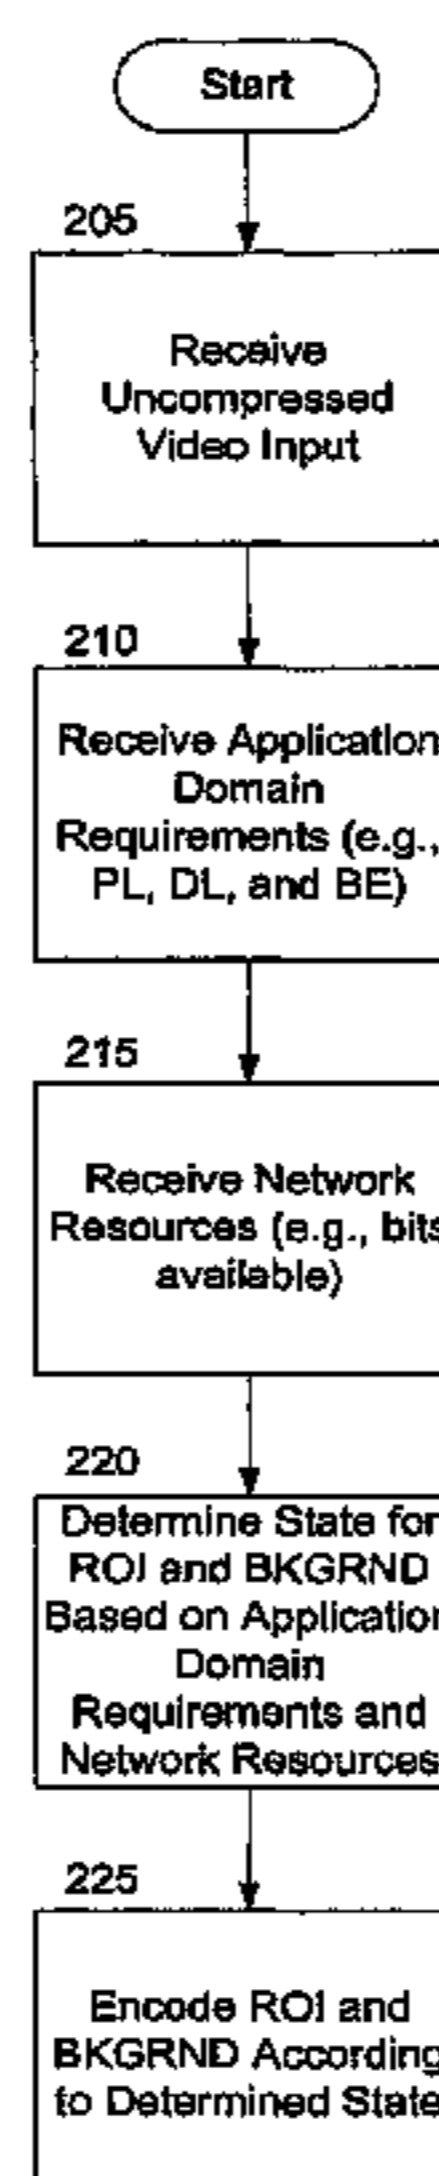 Start
205
Receive
Uncompressed
Video Input
210
Receive Application
Domain
Requirements (e.g.,
PL, DL, and BE)
215
Receive Network
Resources (e.g., bits
available)
220
Determine State for
ROI and BKGRND
Based on Application
Domain
Requirements and
Network Resources
225
Encode ROI and
BKGRND According
to Determined State